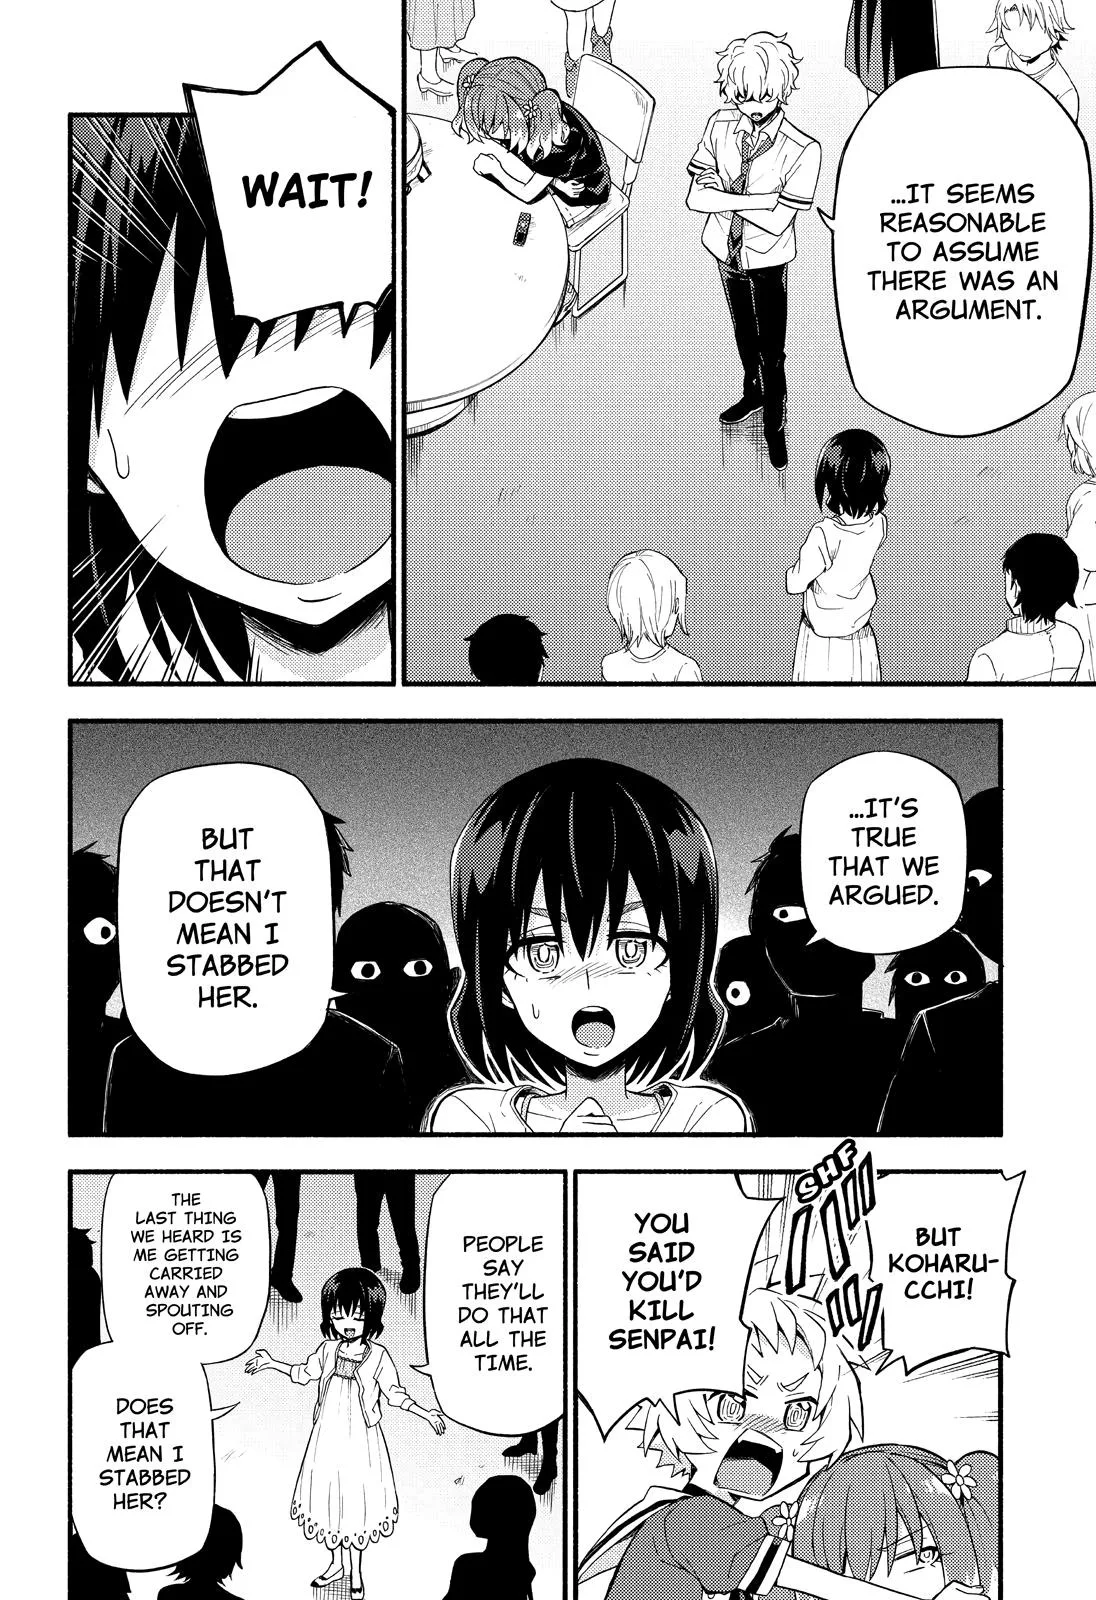 ...IT SEEMS
REASONABLE
TO ASSUME
THERE WAS AN
ARGUMENT.
WAIT!
...IT'S
TRUE
THAT WE
ARGUED.
BUT
THAT
DOESN'T
MEAN I
STABBED
HER.
BUT
KOHARU-
CCHI!
SHF
YOU
SAID
YOU'D
KILL
SENPAI!
PEOPLE
SAY
THEY'LL
DO THAT
ALL THE
TIME.
THE
LAST THING
WE HEARD IS
ME GETTING
CARRIED
AWAY AND
SPOUTING
OFF.
DOES
THAT
MEAN I
STABBED
HER?